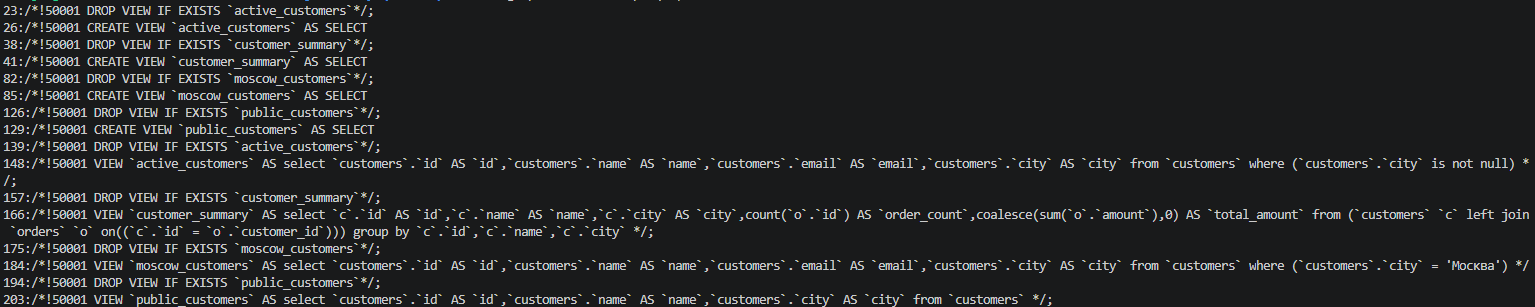 23:/*!50001 DROP VIEW IF EXISTS `active_customers`*/;
26:/*!50001 CREATE VIEW `active_customers` AS SELECT
38:/*!50001 DROP VIEW IF EXISTS `customer_summary`*/;
41:/*!50001 CREATE VIEW `customer_summary` AS SELECT
82:/*!50001 DROP VIEW IF EXISTS `moscow_customers`*/;
85:/*!50001 CREATE VIEW `moscow_customers` AS SELECT
126:/*!50001 DROP VIEW IF EXISTS `public_customers`*/;
129:/*!50001 CREATE VIEW `public_customers` AS SELECT
139:/*!50001 DROP VIEW IF EXISTS `active_customers`*/;
148:/*!50001 VIEW `active_customers` AS select `customers`.`id` AS `id`,`customers`.`name` AS `name`,`customers`.`email` AS `email`,`customers`.`city` AS `city` from `customers` where (`customers`.`city` is not null) *
/;
157:/*!50001 DROP VIEW IF EXISTS `customer_summary`*/;
166:/*!50001 VIEW `customer_summary` AS select `c`.`id` AS `id`,`c`.`name` AS `name`,`c`.`city` AS `city`,count(`o`.`id`) AS `order_count`,coalesce(sum(`o`.`amount`),0) AS `total_amount` from (`customers` `c` left join
`orders` `o` on((`c`.`id` = `o`.`customer_id`))) group by `c`.`id`,`c`.`name`,`c`.`city` */;
175:/*!50001 DROP VIEW IF EXISTS `moscow_customers`*/;
184:/*!50001 VIEW `moscow_customers` AS select `customers`.`id` AS `id`,`customers`.`name` AS `name`,`customers`.`email` AS `email`,`customers`.`city` AS `city` from `customers` where (`customers`.`city` = 'Москва') */
194:/*!50001 DROP VIEW IF EXISTS `public_customers`*/;
203:/*!50001 VIEW `public_customers` AS select `customers`.`id` AS `id`,`customers`.`name` AS `name`,`customers`.`city` AS `city` from `customers` */;